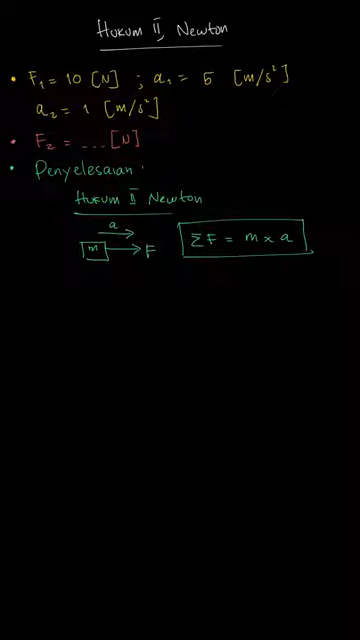 Hukum II Newton
• F₁ = 10 [N] ; a₁ = 5 [m/s²]
a₂ = 1 [m/s²]
• F₂ = ... [N]
• Penyelesaian :
Hukum II Newton
a
m F ΣF = m × a